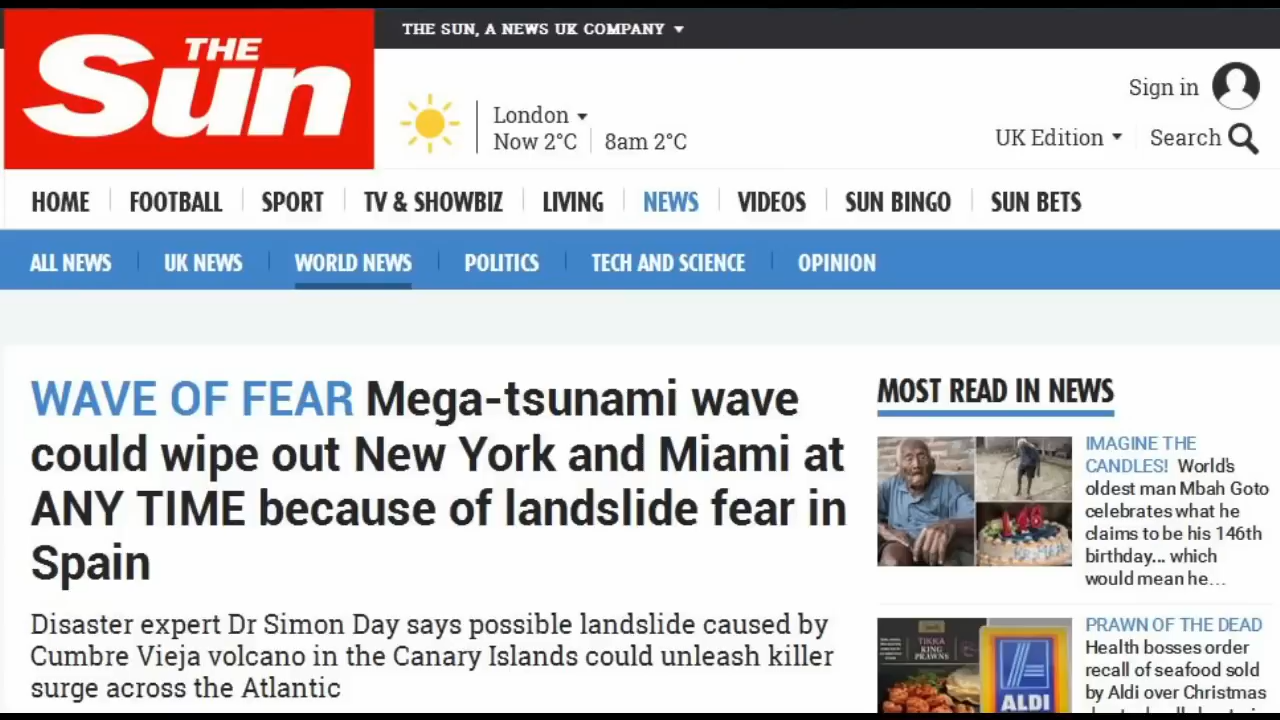 THE SUN, A NEWS UK COMPANY
THE
Sun
London
Now 2°C
8am 2°C
Sign in
UK Edition
Search
HOME
FOOTBALL
SPORT
TV & SHOWBIZ
LIVING
NEWS
VIDEOS
SUN BINGO
SUN BETS
ALL NEWS
UK NEWS
WORLD NEWS
POLITICS
TECH AND SCIENCE
OPINION
WAVE OF FEAR Mega-tsunami wave
could wipe out New York and Miami at
ANY TIME because of landslide fear in
Spain
Disaster expert Dr Simon Day says possible landslide caused by
Cumbre Vieja volcano in the Canary Islands could unleash killer
surge across the Atlantic
MOST READ IN NEWS
146
IMAGINE THE
CANDLES! World's
oldest man Mbah Goto
celebrates what he
claims to be his 146th
birthday... which
would mean he...
TIKKA
KING
PRAWNS
ALDI
PRAWN OF THE DEAD
Health bosses order
recall of seafood sold
by Aldi over Christmas